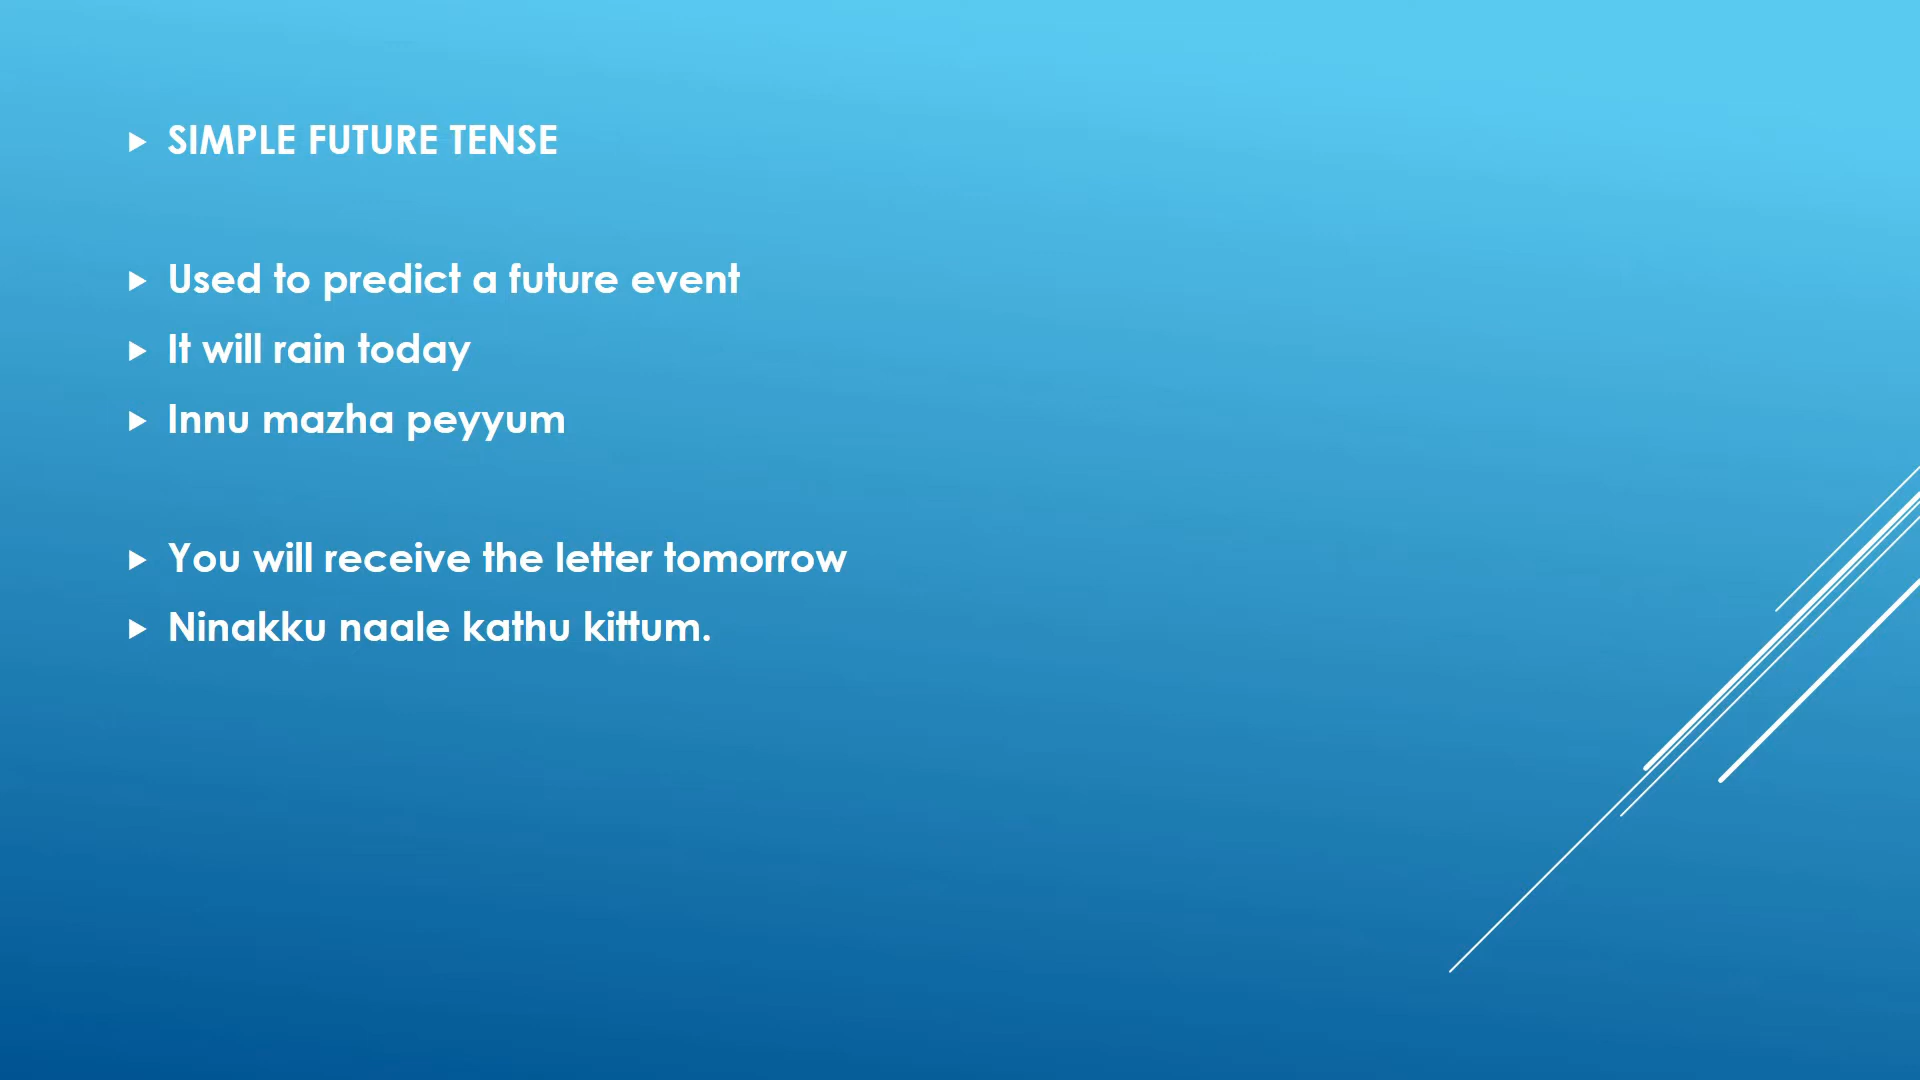 SIMPLE FUTURE TENSE
Used to predict a future event
It will rain today
Innu mazha peyyum
You will receive the letter tomorrow
Ninakku naale kathu kittum.